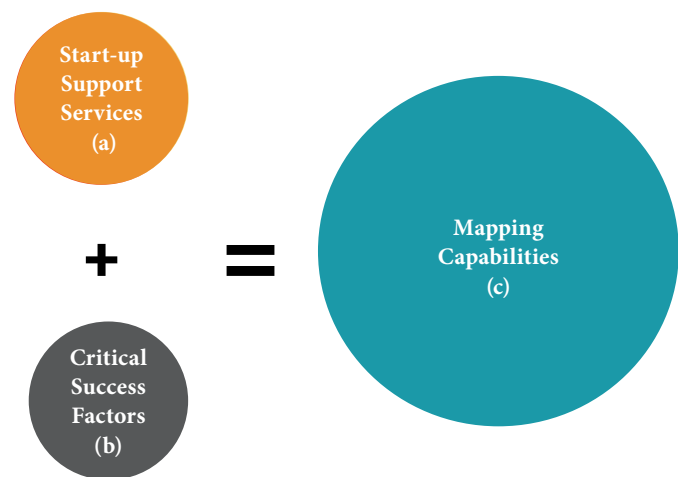 Start-up
Support
Services
(a)
+
Critical
Success
Factors
(b)
=
Mapping
Capabilities
(c)